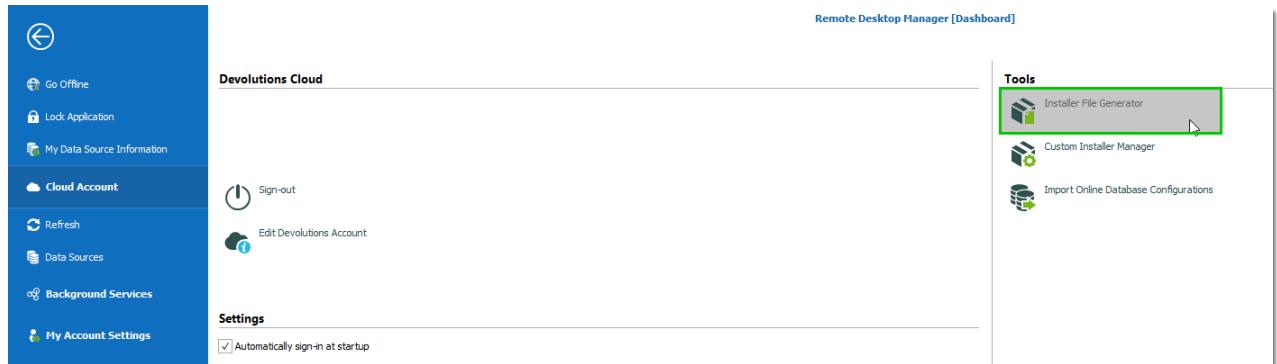 Remote Desktop Manager [Dashboard]
Go Offline
Lock Application
My Data Source Information
Cloud Account
Refresh
Data Sources
Background Services
My Account Settings
Devolutions Cloud
Sign-out
Edit Devolutions Account
Settings
Automatically sign-in at startup
Tools
Installer File Generator
Custom Installer Manager
Import Online Database Configurations